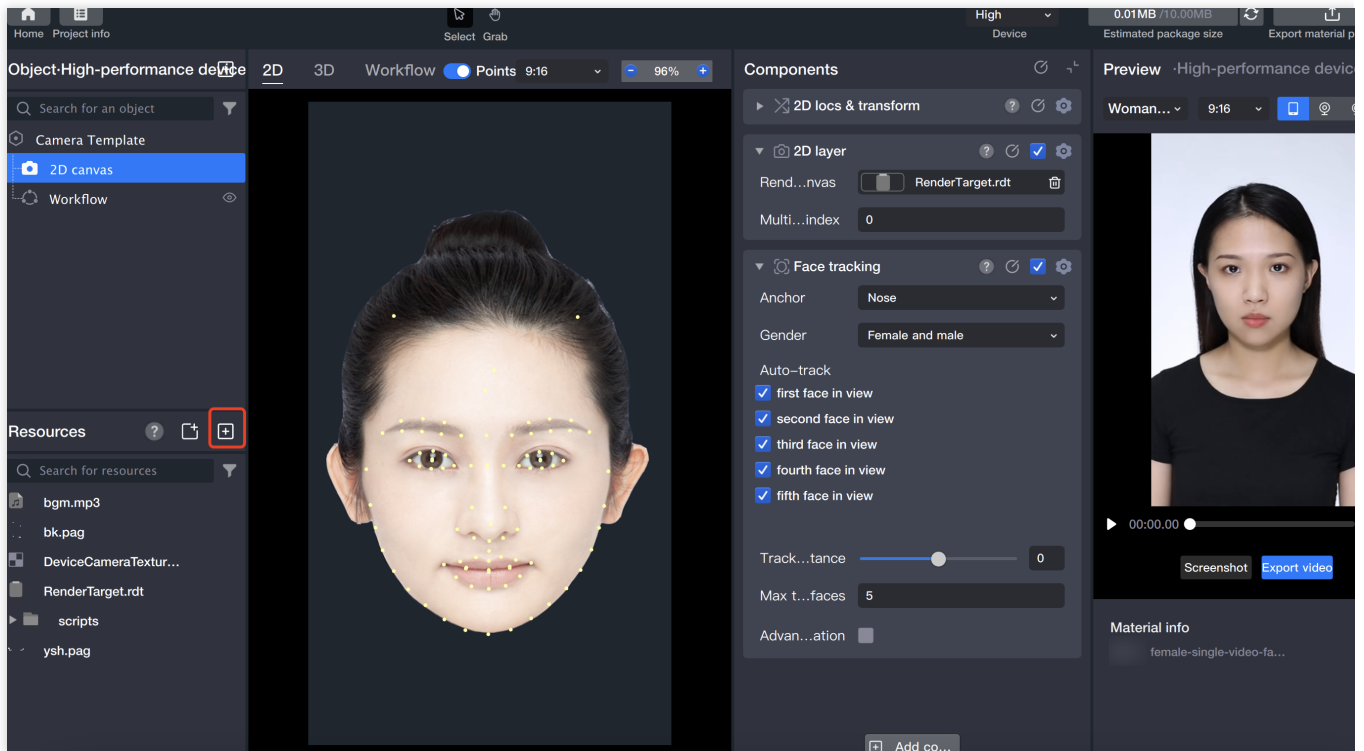 Home Project info
Select Grab
High
Device
0.01MB /10.00MB
Estimated package size
Export material p
Object·High-performance device
Search for an object
Camera Template
2D canvas
Workflow
Resources ?
Search for resources
bgm.mp3
bk.pag
DeviceCameraTextur...
RenderTarget.rdt
scripts
ysh.pag
2D 3D Workflow Points 9:16 - 96% +
Components
2D locs & transform ?
2D layer ?
Rend...nvas RenderTarget.rdt
Multi...index 0
Face tracking ?
Anchor Nose
Gender Female and male
Auto-track
first face in view
second face in view
third face in view
fourth face in view
fifth face in view
Track...tance 0
Max t...faces 5
Advan...ation
Add co...
Preview ·High-performance device
Woman... 9:16
00:00.00
Screenshot Export video
Material info
female-single-video-fa...